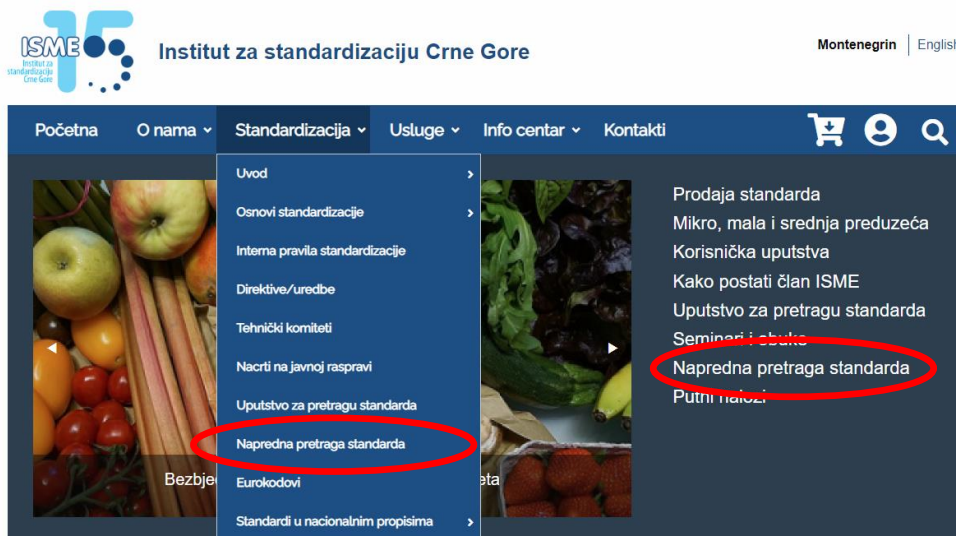 ISME
Institut za
standardizaciju
Crne Gore
Institut za standardizaciju Crne Gore
Montenegrin
English
Početna
O nama
Standardizacija
Usluge
Info centar
Kontakti
Uvod
Osnovi standardizacije
Interna pravila standardizacije
Direktive/uredbe
Tehnički komiteti
Nacrti na javnoj raspravi
Uputstvo za pretragu standarda
Napredna pretraga standarda
Eurokodovi
Standardi u nacionalnim propisima
Bezbje
eta
Prodaja standarda
Mikro, mala i srednja preduzeća
Korisnička uputstva
Kako postati član ISME
Uputstvo za pretragu standarda
Seminari i obuke
Napredna pretraga standarda
Putni nalozi